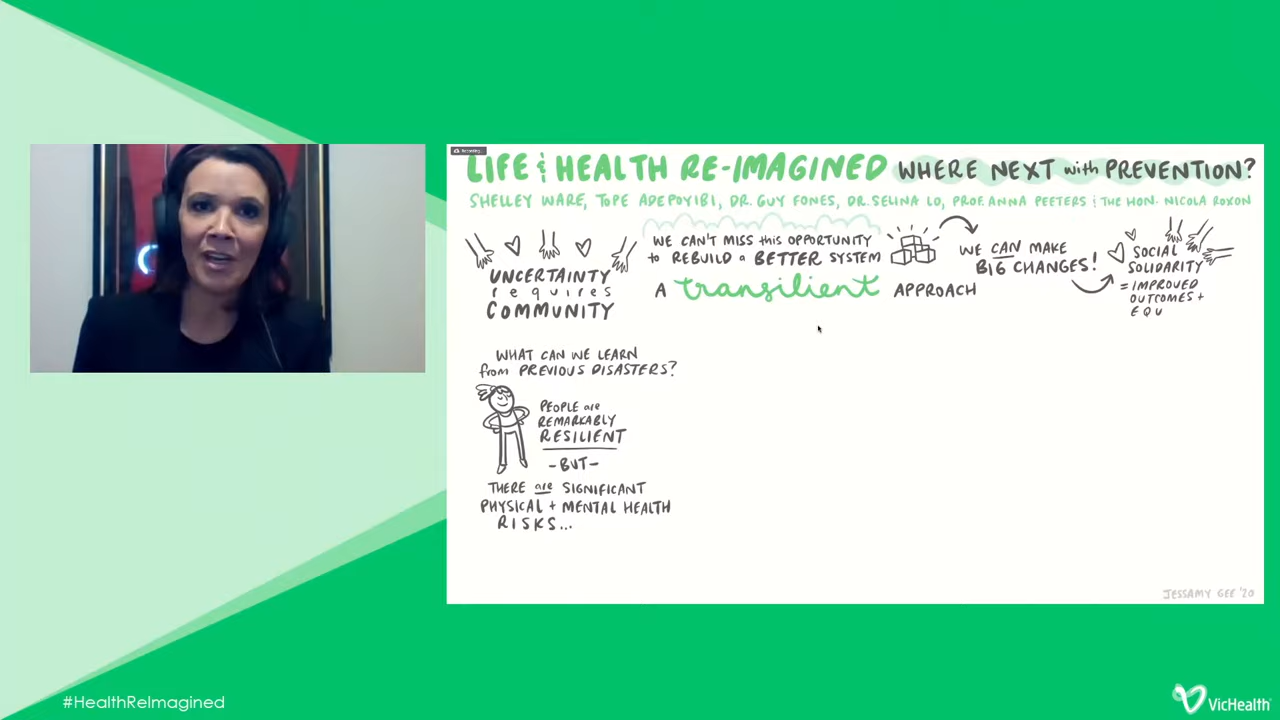 Recording...
LIFE & HEALTH RE-IMAGINED WHERE NEXT with PREVENTION?
SHELLEY WARE, TOPE ADEPOYIBI, DR. GUY FONES, DR. SELINA LO, PROF. ANNA PEETERS & THE HON. NICOLA ROXON
UNCERTAINTY
requires
COMMUNITY
WE CAN'T MISS this OPPORTUNITY
to REBUILD a BETTER SYSTEM
A transilient APPROACH
WE CAN MAKE
BIG CHANGES!
SOCIAL
SOLIDARITY
= IMPROVED
OUTCOMES +
EQU
WHAT CAN WE LEARN
from PREVIOUS DISASTERS?
PEOPLE are
REMARKABLY
RESILIENT
-BUT-
THERE are SIGNIFICANT
PHYSICAL + MENTAL HEALTH
RISKS...
JESSAMY GEE '20
#HealthReImagined
VicHealth